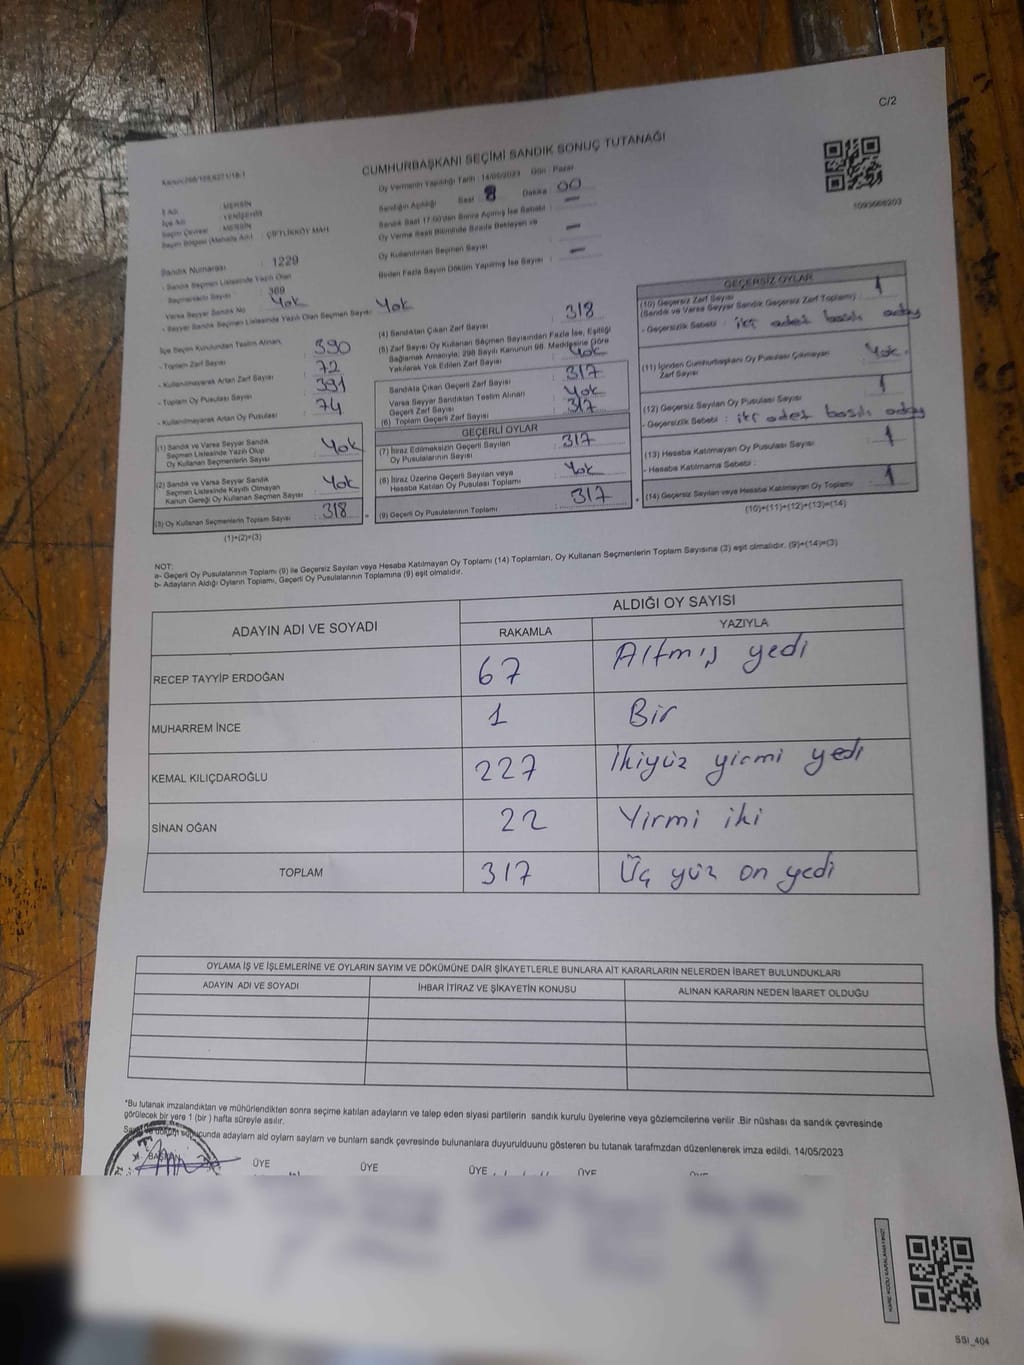 C/2
CUMHURBAŞKANI SEÇİMİ SANDIK SONUÇ TUTANAĞI
Oy Vermenin Yapıldığı Tarih : 14/05/2023 Gün : Pazar
Sandığın Açıldığı Saat : 8 Dakika : 00
Sandık Saat 17:00'den Sonra Açılmış İse Sebebi : —
Oy Verme Saati Bitiminde Sırada Bekleyen ve
Oy Kullandırılan Seçmen Sayısı : —
Birden Fazla Sayım Döküm Yapılmış İse Sayısı : —
1093668203
İl Adı : MERSİN
İlçe Adı : YENİŞEHİR
Seçim Çevresi : MERSİN
Seçim Bölgesi (Mahalle Adı) : ÇİFTLİKKÖY MAH.
Sandık Numarası : 1229
- Sandık Seçmen Listesinde Yazılı Olan
Seçmenlerin Sayısı : 369
Varsa Seyyar Sandık No : Yok
- Seyyar Sandık Seçmen Listesinde Yazılı Olan Seçmen Sayısı : Yok
İlçe Seçim Kurulundan Teslim Alınan;
- Toplam Zarf Sayısı : 390
- Kullanılmayarak Artan Zarf Sayısı : 72
- Toplam Oy Pusulası Sayısı : 391
- Kullanılmayarak Artan Oy Pusulası : 74
(1) Sandık ve Varsa Seyyar Sandık
Seçmen Listesinde Yazılı Olup
Oy Kullanan Seçmenlerin Sayısı : Yok
(2) Sandık ve Varsa Seyyar Sandık
Seçmen Listesinde Kayıtlı Olmayan
Kanun Gereği Oy Kullanan Seçmen Sayısı : Yok
(3) Oy Kullanan Seçmenlerin Toplam Sayısı : 318
(1)+(2)=(3)
(4) Sandıktan Çıkan Zarf Sayısı : 318
(5) Zarf Sayısı Oy Kullanan Seçmen Sayısından Fazla İse, Eşitliği
Bağlamak Amacıyla; 298 Sayılı Kanunun 98. Maddesine Göre
Yakılarak Yok Edilen Zarf Sayısı : Yok
Sandıkta Çıkan Geçerli Zarf Sayısı : 317
Varsa Seyyar Sandıktan Teslim Alınan
Geçerli Zarf Sayısı : Yok
(6) Toplam Geçerli Zarf Sayısı : 317
GEÇERLİ OYLAR
(7) İtiraz Edilmeksizin Geçerli Sayılan
Oy Pusulalarının Sayısı : 317
(8) İtiraz Üzerine Geçerli Sayılan veya
Hesaba Katılan Oy Pusulası Toplamı : Yok
(9) Geçerli Oy Pusulalarının Toplamı : 317
GEÇERSİZ OYLAR
(10) Geçersiz Zarf Sayısı
(Sandık ve Varsa Seyyar Sandık Geçersiz Zarf Toplamı) : 1
- Geçersizlik Sebebi : iki adet basılı aday
(11) İçinden Cumhurbaşkanı Oy Pusulası Çıkmayan
Zarf Sayısı : Yok
(12) Geçersiz Sayılan Oy Pusulası Sayısı : 1
- Geçersizlik Sebebi : iki adet basılı aday
(13) Hesaba Katılmayan Oy Pusulası Sayısı : 1
- Hesaba Katılmama Sebebi :
(14) Geçersiz Sayılan veya Hesaba Katılmayan Oy Toplamı : 1
(10)+(11)+(12)+(13)=(14)
NOT:
a- Geçerli Oy Pusulalarının Toplamı (9) ile Geçersiz Sayılan veya Hesaba Katılmayan Oy Toplamı (14) Toplamları, Oy Kullanan Seçmenlerin Toplam Sayısına (3) eşit olmalıdır. (9)+(14)=(3)
b- Adayların Aldığı Oyların Toplamı, Geçerli Oy Pusulalarının Toplamına (9) eşit olmalıdır.
ADAYIN ADI VE SOYADI ALDIĞI OY SAYISI
RAKAMLA YAZIYLA
RECEP TAYYİP ERDOĞAN 67 Altmış yedi
MUHARREM İNCE 1 Bir
KEMAL KILIÇDAROĞLU 227 İkiyüz yirmi yedi
SİNAN OĞAN 22 Yirmi iki
TOPLAM 317 Üç yüz on yedi
OYLAMA İŞ VE İŞLEMLERİNE VE OYLARIN SAYIM VE DÖKÜMÜNE DAİR ŞİKAYETLERLE BUNLARA AİT KARARLARIN NELERDEN İBARET BULUNDUKLARI
ADAYIN ADI VE SOYADI İHBAR İTİRAZ VE ŞİKAYETİN KONUSU ALINAN KARARIN NEDEN İBARET OLDUĞU
*Bu tutanak imzalandıktan ve mühürlendikten sonra seçime katılan adayların ve talep eden siyasi partilerin sandık kurulu üyelerine veya gözlemcilerine verilir .Bir nüshası da sandık çevresinde
görülecek bir yere 1 (bir ) hafta süreyle asılır.
sonucunda adayların ald oyların sayların ve bunların sandk çevresinde bulunanlara duyurulduunu gösteren bu tutanak tarafmzdan düzenlenerek imza edildi. 14/05/2023
BAŞKAN ÜYE ÜYE ÜYE ÜYE
KARE KODU KARALAMAYINIZ!
SSI_404